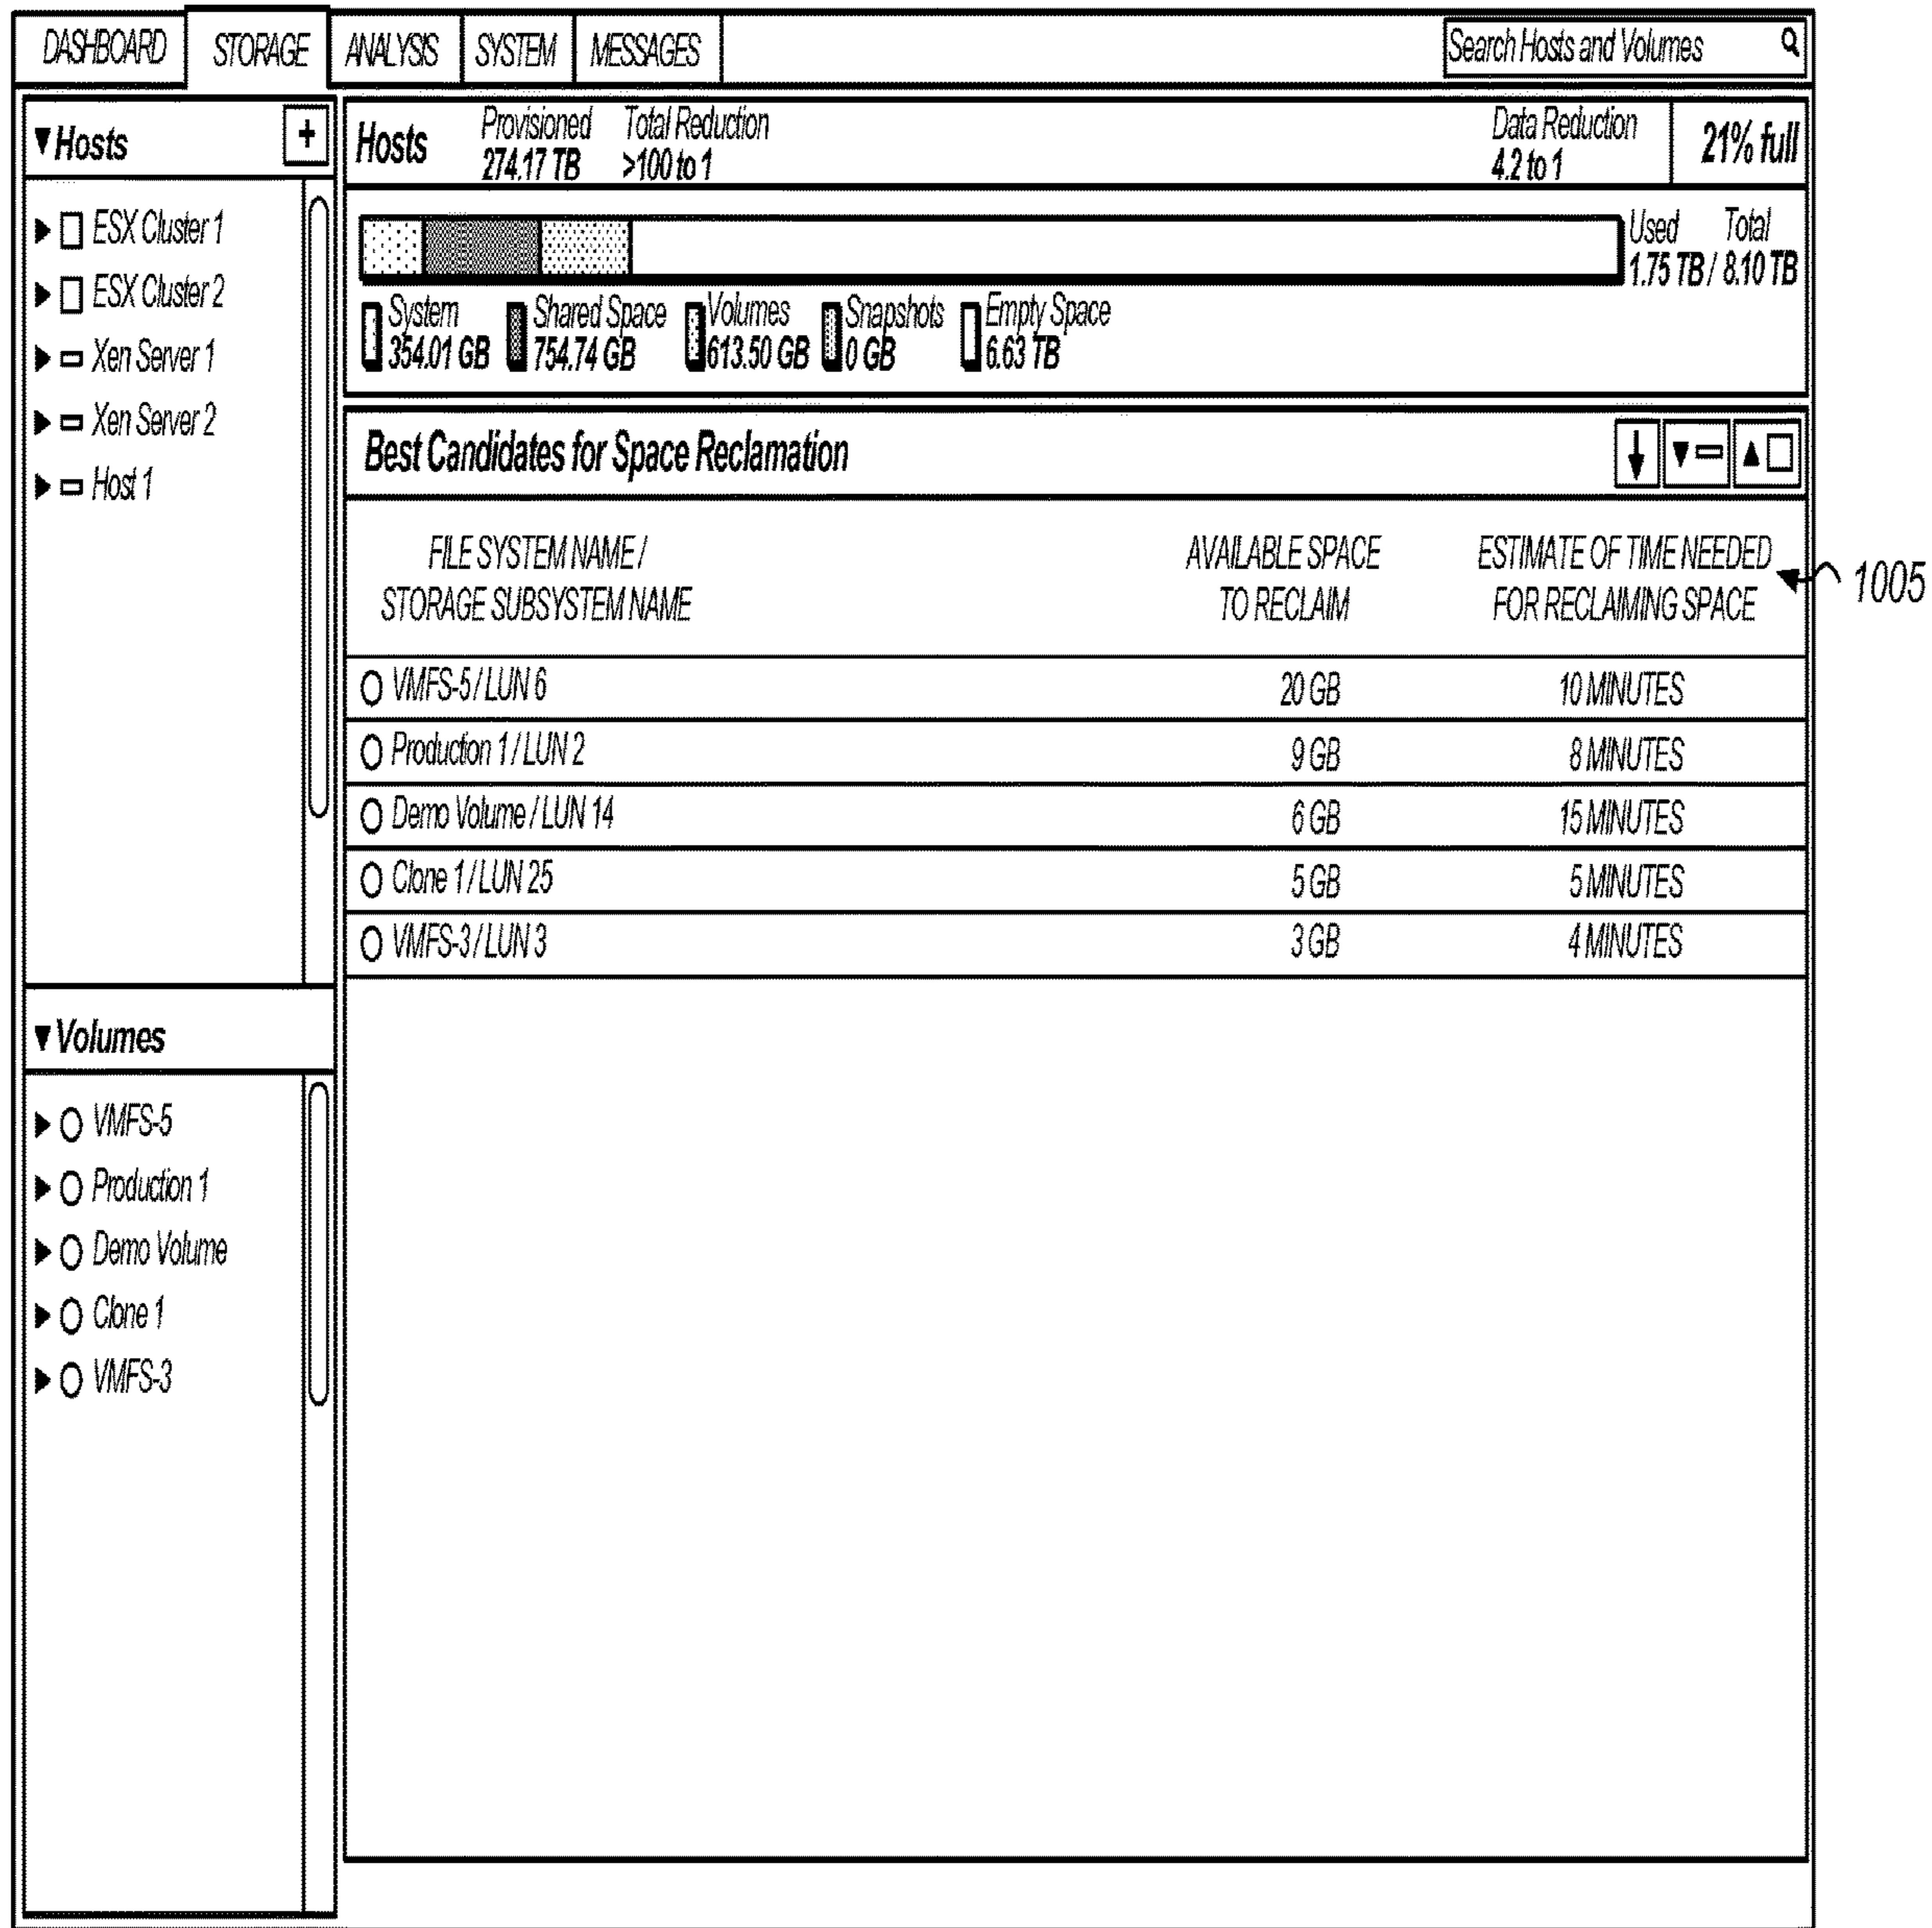 DASHBOARD STORAGE ANALYSIS SYSTEM MESSAGES Search Hosts and Volumes
Hosts +
ESX Cluster 1
ESX Cluster 2
Xen Server 1
Xen Server 2
Host 1
Volumes
VMFS-5
Production 1
Demo Volume
Clone 1
VMFS-3
Hosts Provisioned Total Reduction Data Reduction 21% full
274.17 TB >100 to 1 4.2 to 1
Used Total
1.75 TB / 8.10 TB
System Shared Space Volumes Snapshots Empty Space
354.01 GB 754.74 GB 613.50 GB 0 GB 6.63 TB
Best Candidates for Space Reclamation
FILE SYSTEM NAME / AVAILABLE SPACE ESTIMATE OF TIME NEEDED
STORAGE SUBSYSTEM NAME TO RECLAIM FOR RECLAIMING SPACE
1005
VMFS-5 / LUN 6 20 GB 10 MINUTES
Production 1 / LUN 2 9 GB 8 MINUTES
Demo Volume / LUN 14 6 GB 15 MINUTES
Clone 1 / LUN 25 5 GB 5 MINUTES
VMFS-3 / LUN 3 3 GB 4 MINUTES